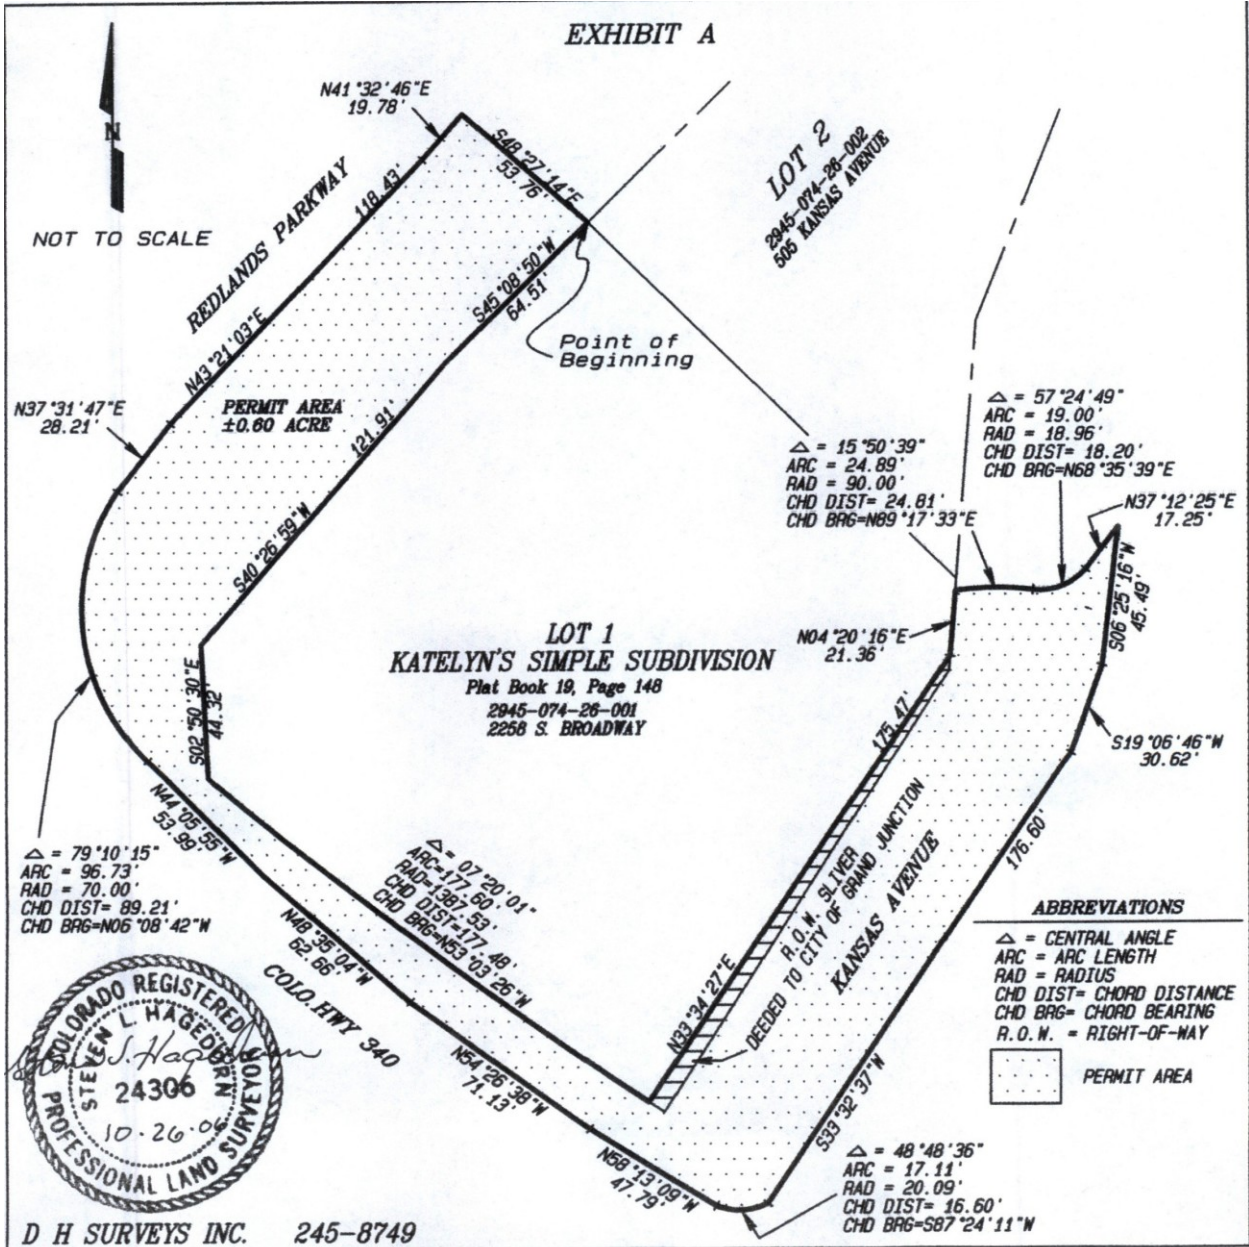 EXHIBIT A
N41°32'46"E
19.78'
N
NOT TO SCALE
REDLANDS PARKWAY
118.43'
N43°21'03"E
S48°27'14"E
53.76
LOT 2
2945-074-26-002
505 KANSAS AVENUE
S45°08'50"W
64.51'
Point of
Beginning
N37°31'47"E
28.21'
PERMIT AREA
±0.60 ACRE
121.91'
S40°26'59"W
△ = 57°24'49"
ARC = 19.00'
RAD = 18.96'
CHD DIST= 18.20'
CHD BRG=N68°35'39"E
△ = 15°50'39"
ARC = 24.89'
RAD = 90.00'
CHD DIST= 24.81'
CHD BRG=N89°17'33"E
N37°12'25"E
17.25'
S06°25'16"W
45.49'
N04°20'16"E
21.36'
LOT 1
KATELYN'S SIMPLE SUBDIVISION
Plat Book 19, Page 148
2945-074-26-001
2258 S. BROADWAY
S02°50'30"E
44.32'
175.47'
N33°34'27"E
S19°06'46"W
30.62'
176.60'
S33°32'37"W
N44°05'55"W
53.99'
△ = 79°10'15"
ARC = 96.73'
RAD = 70.00'
CHD DIST= 89.21'
CHD BRG=N06°08'42"W
△ = 07°20'01"
ARC=177.60'
RAD=1387.53'
CHD DIST=177.48
CHD BRG=N53°03'26"W
R.O.W. SLIVER
DEEDED TO CITY OF GRAND JUNCTION
KANSAS AVENUE
N48°35'04"W
62.66'
COLO. HWY 340
N54°26'38"W
71.13'
N58°13'09"W
47.79'
ABBREVIATIONS
△ = CENTRAL ANGLE
ARC = ARC LENGTH
RAD = RADIUS
CHD DIST= CHORD DISTANCE
CHD BRG= CHORD BEARING
R.O.W. = RIGHT-OF-WAY
PERMIT AREA
△ = 48°48'36"
ARC = 17.11'
RAD = 20.09'
CHD DIST= 16.60'
CHD BRG=S87°24'11"W
COLORADO REGISTERED
STEVEN L. HAGEDORN
24306
10-26-06
PROFESSIONAL LAND SURVEYOR
D H SURVEYS INC. 245-8749